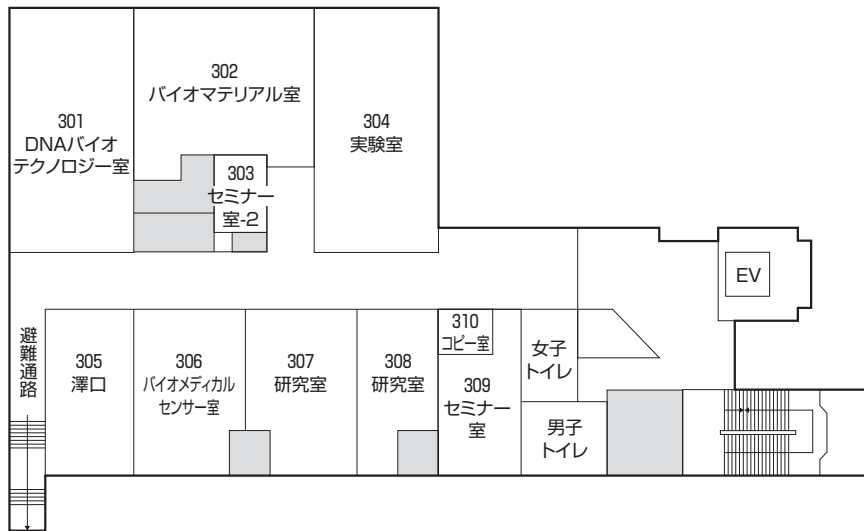 301
DNAバイオ
テクノロジー室
302
バイオマテリアル室
303
セミナー
室-2
304
実験室
EV
避難通路
305
澤口
306
バイオメディカル
センサー室
307
研究室
308
研究室
310
コピー室
309
セミナー
室
女子
トイレ
男子
トイレ